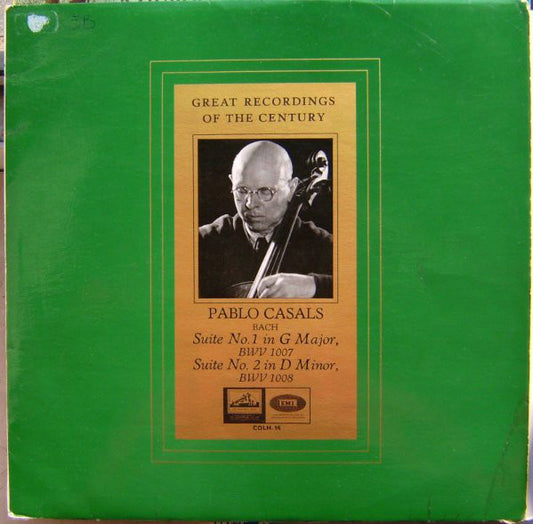 3B
GREAT RECORDINGS
OF THE CENTURY
PABLO CASALS
BACH
Suite No. 1 in G Major,
BWV 1007
Suite No. 2 in D Minor,
BWV 1008
EMI
COLH. 16